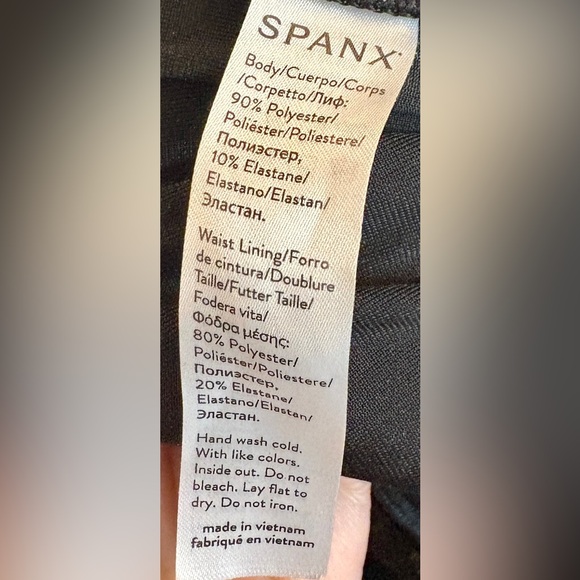 SPANX
Body/Cuerpo/Corps
/Corpetto/Лиф:
90% Polyester/
Poliéster/Poliestere/
Полиэстер,
10% Elastane/
Elastano/Elastan/
Эластан.
Waist Lining/Forro
de cintura/Doublure
Taille/Futter Taille/
Fodera vita/
Φόδρα μέσης:
80% Polyester/
Poliéster/Poliestere/
Полиэстер,
20% Elastane/
Elastano/Elastan/
Эластан.
Hand wash cold.
With like colors.
Inside out. Do not
bleach. Lay flat to
dry. Do not iron.
made in vietnam
fabriqué en vietnam